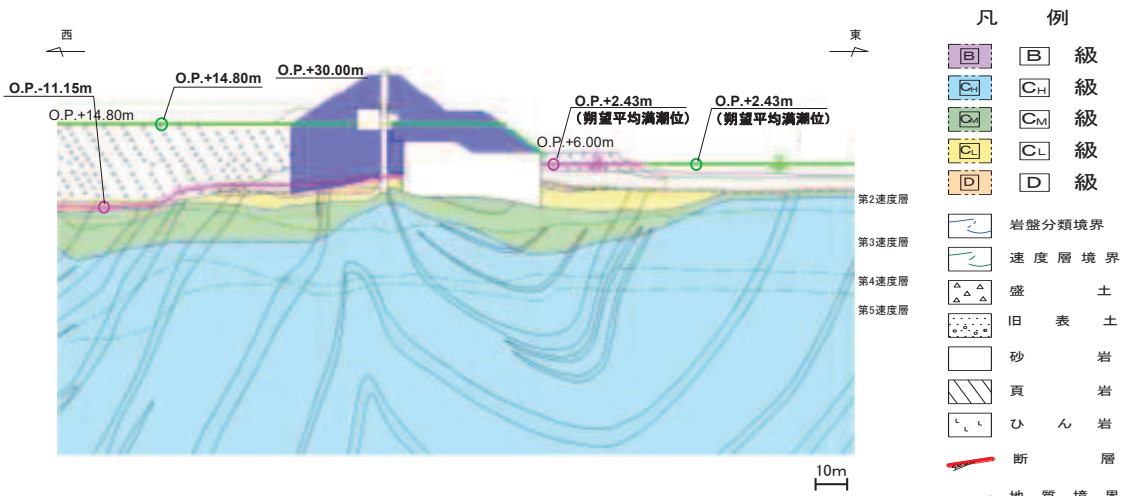 西
東
O.P.+14.80m
O.P.+30.00m
O.P.-11.15m
O.P.+14.80m
O.P.+2.43m
(朔望平均満潮位)
O.P.+2.43m
(朔望平均満潮位)
O.P.+6.00m
第2速度層
第3速度層
第4速度層
第5速度層
10m
凡 例
B B 級
CH CH 級
CM CM 級
CL CL 級
D D 級
岩盤分類境界
速度層境界
盛土
旧表土
砂岩
頁岩
ひん岩
断層
地質境界